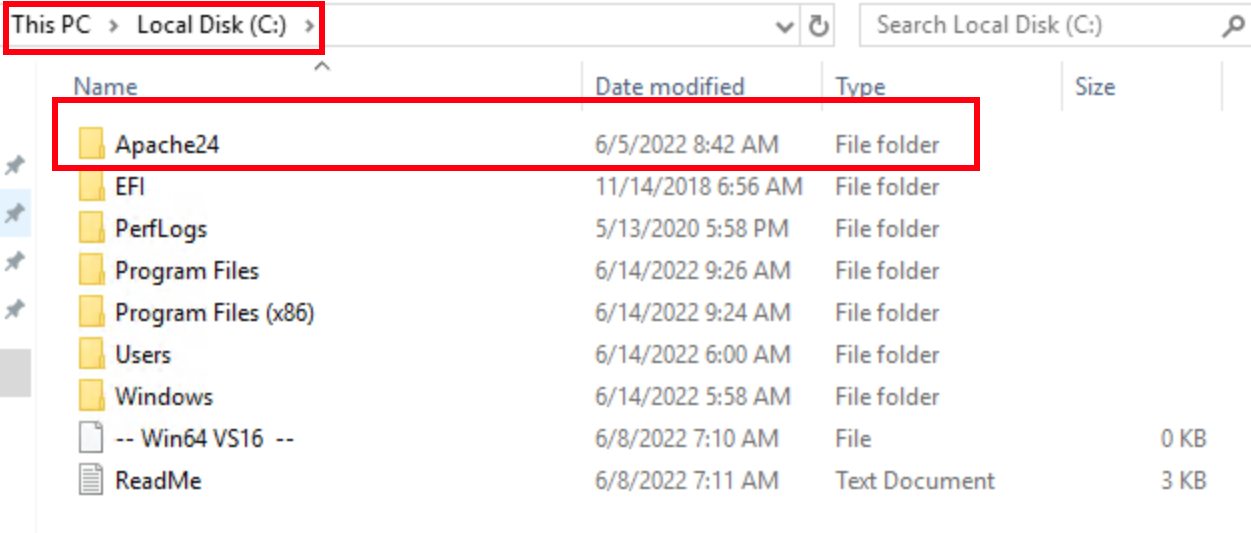 This PC > Local Disk (C:) > Search Local Disk (C:)
Name Date modified Type Size
Apache24 6/5/2022 8:42 AM File folder
EFI 11/14/2018 6:56 AM File folder
PerfLogs 5/13/2020 5:58 PM File folder
Program Files 6/14/2022 9:26 AM File folder
Program Files (x86) 6/14/2022 9:24 AM File folder
Users 6/14/2022 6:00 AM File folder
Windows 6/14/2022 5:58 AM File folder
-- Win64 VS16 -- 6/8/2022 7:10 AM File 0 KB
ReadMe 6/8/2022 7:11 AM Text Document 3 KB